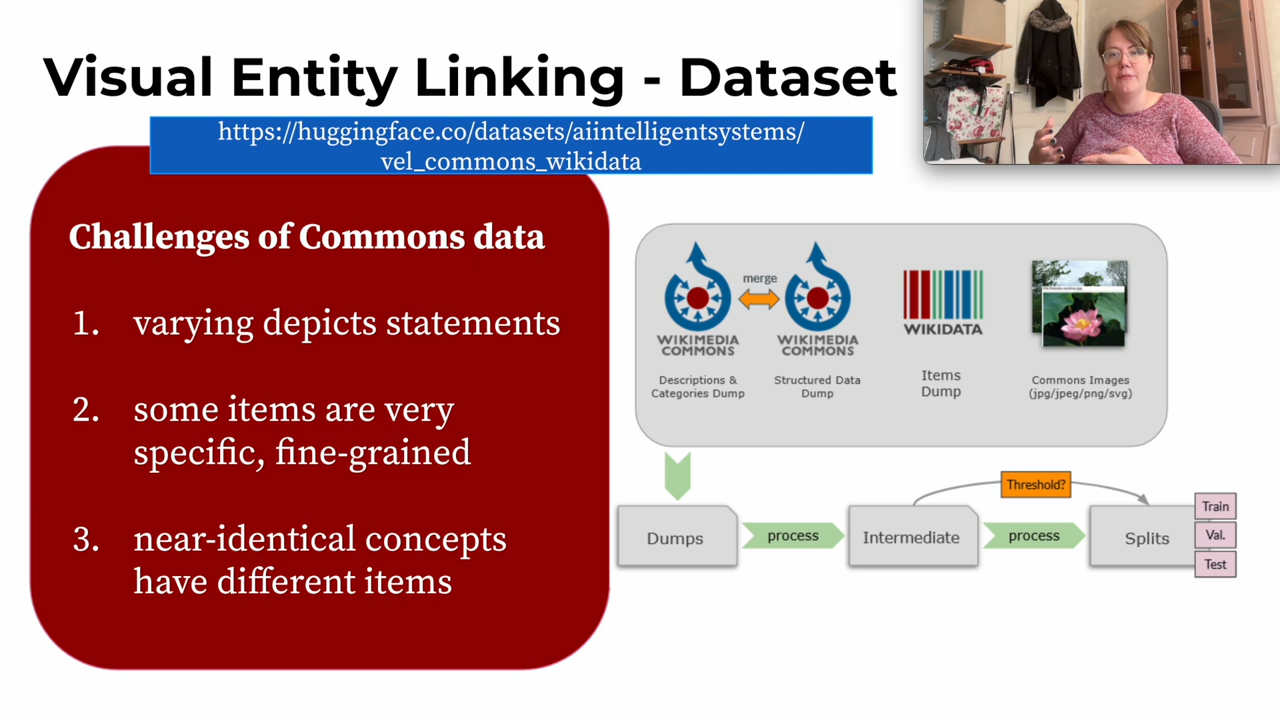 Visual Entity Linking - Dataset
https://huggingface.co/datasets/aiintelligentsystems/
vel_commons_wikidata
Challenges of Commons data
1. varying depicts statements
2. some items are very
specific, fine-grained
3. near-identical concepts
have different items
merge
WIKIMEDIA
COMMONS
WIKIMEDIA
COMMONS
WIKIDATA
Descriptions &
Categories Dump
Structured Data
Dump
Items
Dump
Commons Images
(jpg/jpeg/png/svg)
Threshold?
Dumps
process
Intermediate
process
Splits
Train
Val.
Test